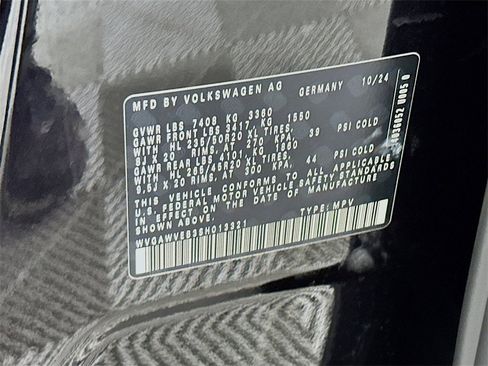 MFD BY VOLKSWAGEN AG GERMANY 10/24
GVWR LBS 7408 KG 3360
GAWR FRONT LBS 3417 KG 1550
WITH HL 235/50R20 XL TIRES,
8J X 20 RIMS AT 270 KPA, 39 PSI COLD
GAWR REAR LBS 4101 KG 1860
WITH HL 265/45R20 XL TIRES,
9,5J X 20 RIMS AT 300 KPA, 44 PSI COLD
THIS VEHICLE CONFORMS TO ALL APPLICABLE
U.S. FEDERAL MOTOR VEHICLE SAFETY STANDARDS
IN EFFECT ON THE DATE OF MANUFACTURE
SHOWN ABOVE.
WVGAWVEB3SH013321 TYPE: MPV
U005 0